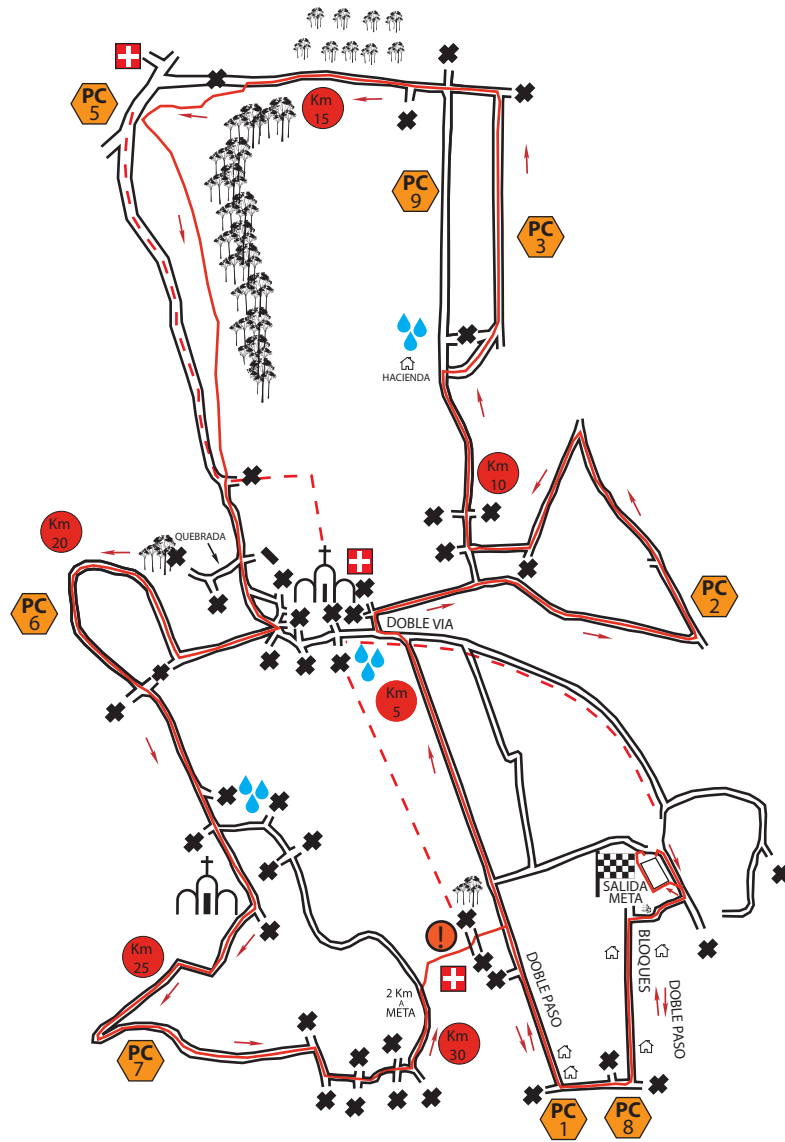 PC
5
Km
15
PC
9
PC
3
HACIENDA
Km
10
Km
20
QUEBRADA
PC
6
DOBLE VIA
PC
2
Km
5
SALIDA
META
BLOQUES
DOBLE PASO
DOBLE PASO
Km
25
2 Km
A
META
Km
30
PC
7
PC
1
PC
8
!